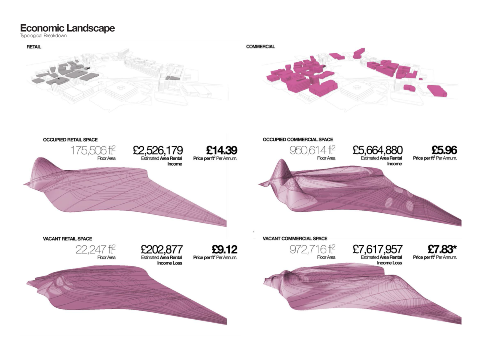 Economic Landscape
Typological Breakdown
RETAIL
COMMERCIAL
OCCUPIED RETAIL SPACE
175,506 ft²
£2,526,179
£14.39
Floor Area
Estimated Area Rental
Income
Price per ft² Per Annum.
OCCUPIED COMMERCIAL SPACE
950,614 ft²
£5,664,880
£5.96
Floor Area
Estimated Area Rental
Income
Price per ft² Per Annum.
VACANT RETAIL SPACE
22,247 ft²
£202,877
£9.12
Floor Area
Estimated Area Rental
Income Loss
Price per ft² Per Annum.
VACANT COMMERCIAL SPACE
972,716 ft²
£7,617,957
£7.83*
Floor Area
Estimated Area Rental
Income Loss
Price per ft² Per Annum.